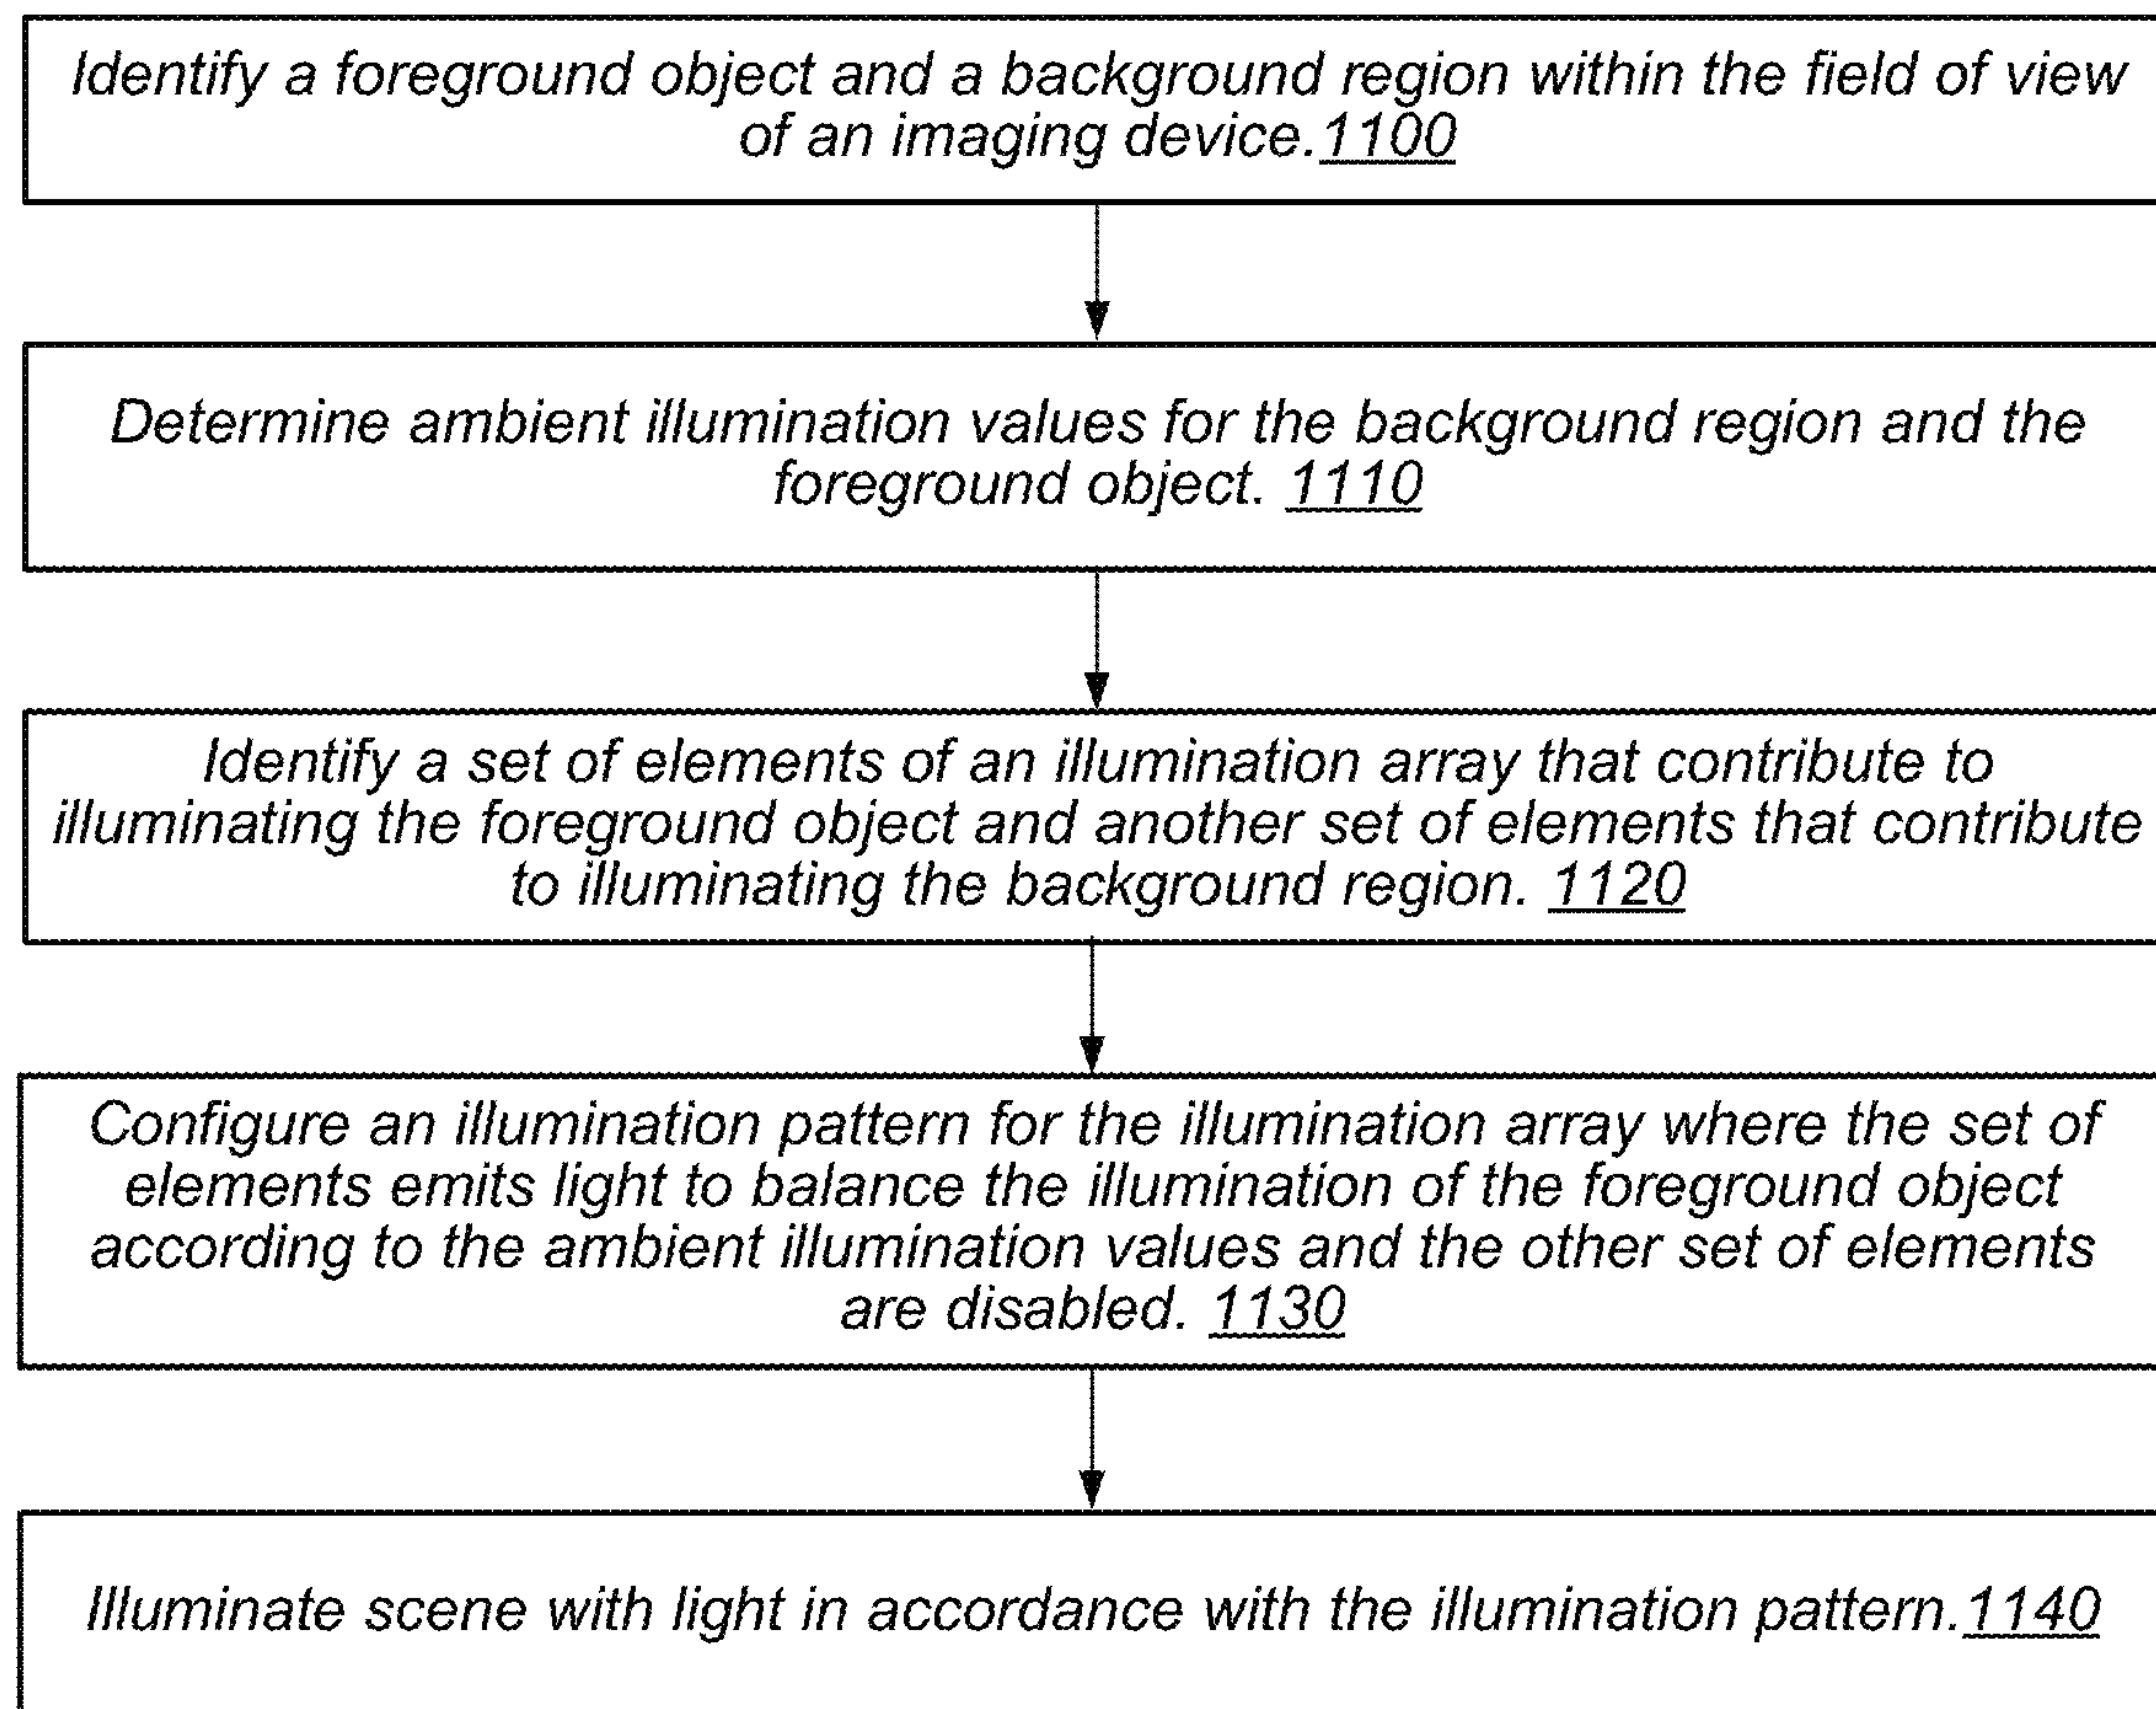 Identify a foreground object and a background region within the field of view
of an imaging device.1100
Determine ambient illumination values for the background region and the
foreground object. 1110
Identify a set of elements of an illumination array that contribute to
illuminating the foreground object and another set of elements that contribute
to illuminating the background region. 1120
Configure an illumination pattern for the illumination array where the set of
elements emits light to balance the illumination of the foreground object
according to the ambient illumination values and the other set of elements
are disabled. 1130
Illuminate scene with light in accordance with the illumination pattern.1140